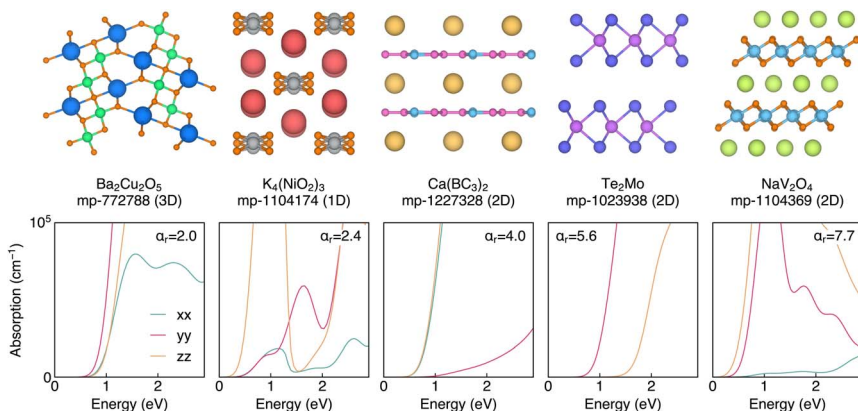 Ba₂Cu₂O₅
mp-772788 (3D)
K₄(NiO₂)₃
mp-1104174 (1D)
Ca(BC₃)₂
mp-1227328 (2D)
Te₂Mo
mp-1023938 (2D)
NaV₂O₄
mp-1104369 (2D)
Absorption (cm⁻¹)
10⁵
0
αᵣ=2.0
xx
yy
zz
0 1 2
Energy (eV)
αᵣ=2.4
0 1 2
Energy (eV)
αᵣ=4.0
0 1 2
Energy (eV)
αᵣ=5.6
0 1 2
Energy (eV)
αᵣ=7.7
0 1 2
Energy (eV)